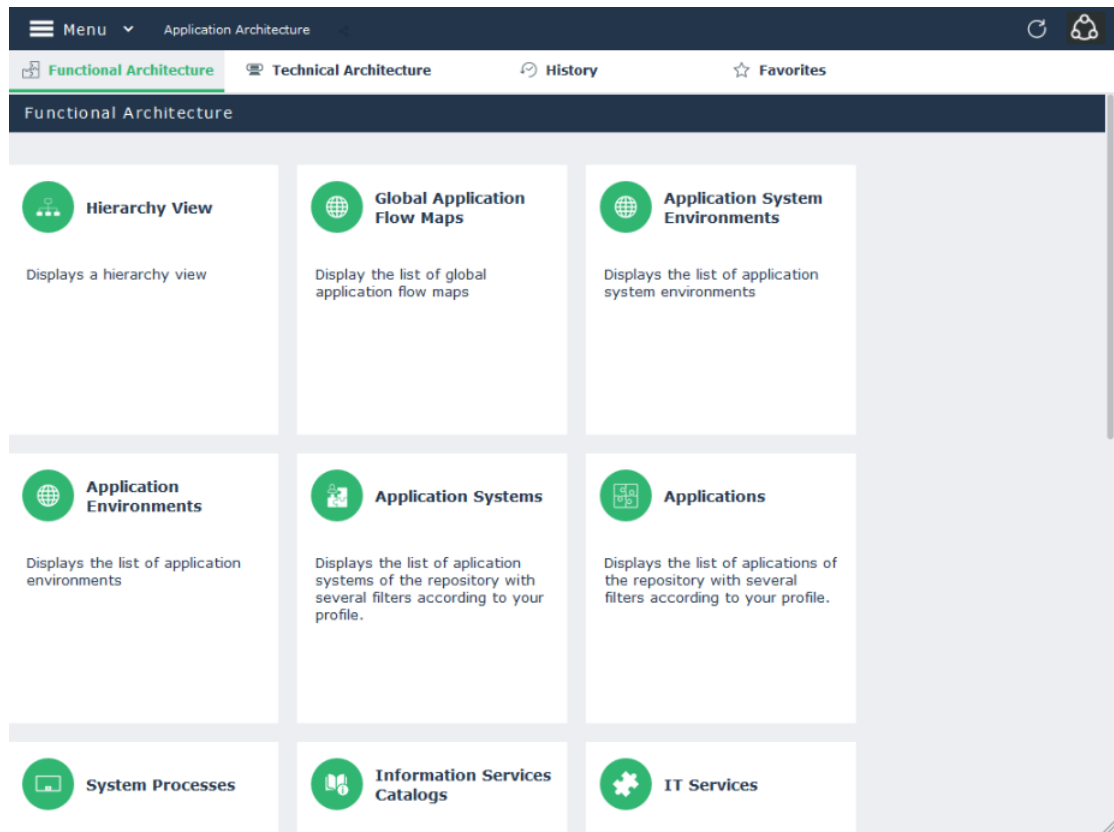 Menu
Application Architecture
Functional Architecture
Technical Architecture
History
Favorites
Functional Architecture
Hierarchy View
Displays a hierarchy view
Global Application
Flow Maps
Display the list of global
application flow maps
Application System
Environments
Displays the list of application
system environments
Application
Environments
Displays the list of application
environments
Application Systems
Displays the list of aplication
systems of the repository with
several filters according to your
profile.
Applications
Displays the list of aplications of
the repository with several
filters according to your profile.
System Processes
Information Services
Catalogs
IT Services